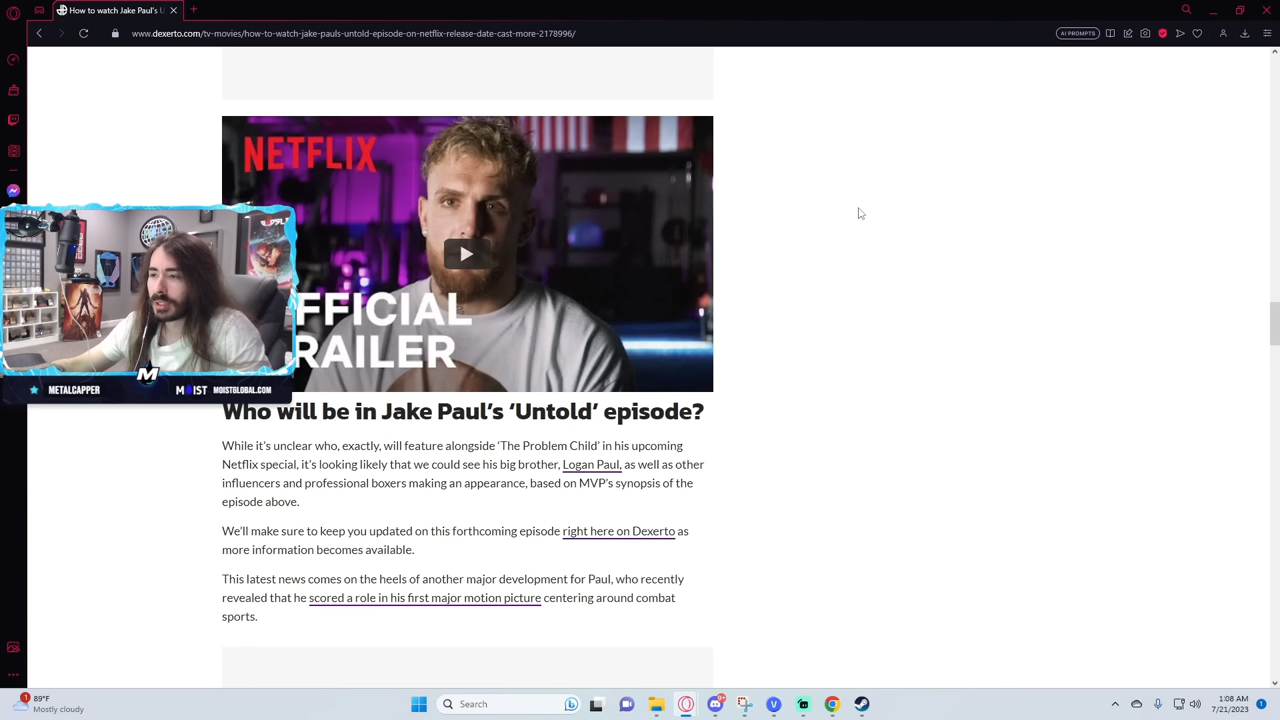 How to watch Jake Paul's U
www.dexerto.com/tv-movies/how-to-watch-jake-pauls-untold-episode-on-netflix-release-date-cast-more-2178996/
AI PROMPTS
NETFLIX
FFICIAL
RAILER
METALCAPPER
M
MOIST
MOISTGLOBAL.COM
Who will be in Jake Paul’s ‘Untold’ episode?
While it’s unclear who, exactly, will feature alongside ‘The Problem Child’ in his upcoming
Netflix special, it’s looking likely that we could see his big brother, Logan Paul, as well as other
influencers and professional boxers making an appearance, based on MVP’s synopsis of the
episode above.
We’ll make sure to keep you updated on this forthcoming episode right here on Dexerto as
more information becomes available.
This latest news comes on the heels of another major development for Paul, who recently
revealed that he scored a role in his first major motion picture centering around combat
sports.
1
89°F
Mostly cloudy
Search
9+
1:08 AM
7/21/2023
1